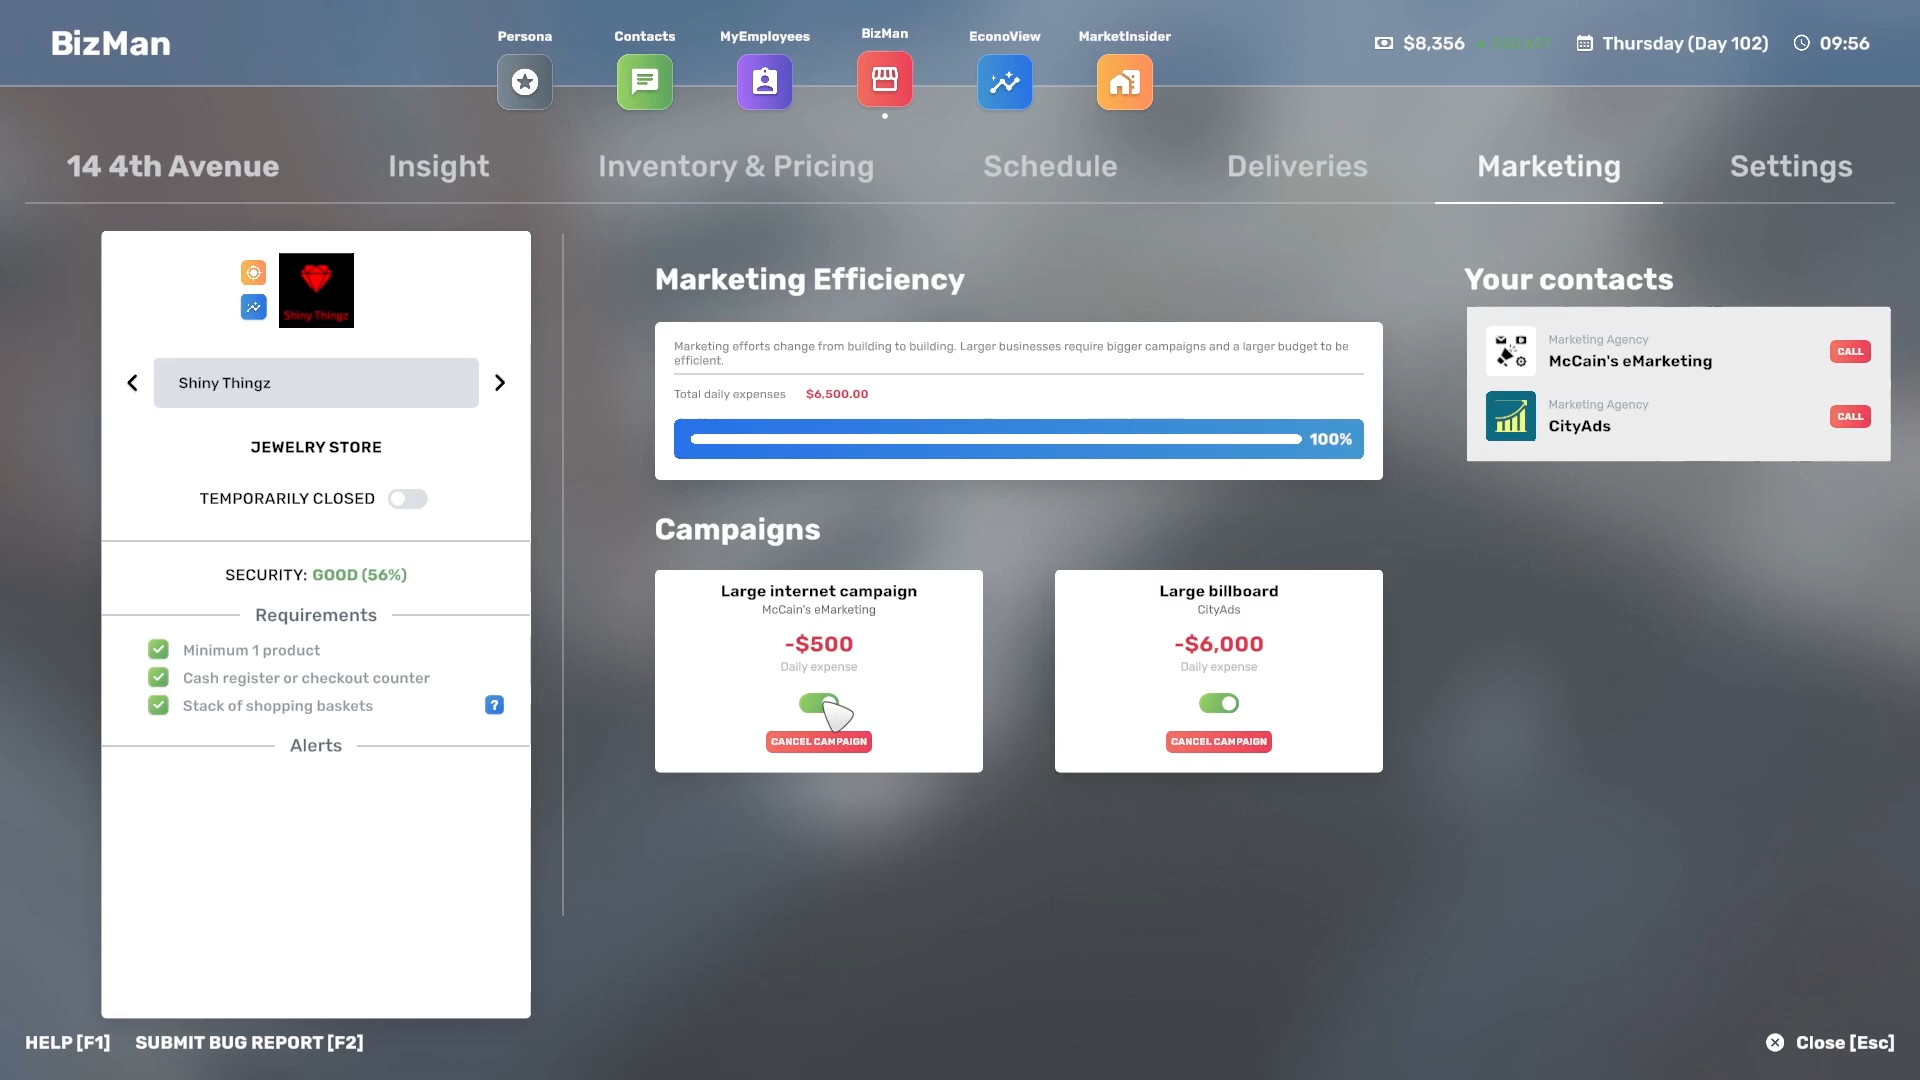 BizMan
Persona
Contacts
MyEmployees
BizMan
EconoView
MarketInsider
$8,356
Thursday (Day 102)
09:56
14 4th Avenue
Insight
Inventory & Pricing
Schedule
Deliveries
Marketing
Settings
Shiny Thingz
Shiny Thingz
JEWELRY STORE
TEMPORARILY CLOSED
SECURITY: GOOD (56%)
Requirements
Minimum 1 product
Cash register or checkout counter
Stack of shopping baskets
?
Alerts
Marketing Efficiency
Marketing efforts change from building to building. Larger businesses require bigger campaigns and a larger budget to be
efficient.
Total daily expenses $6,500.00
100%
Campaigns
Large internet campaign
McCain's eMarketing
-$500
Daily expense
CANCEL CAMPAIGN
Large billboard
CityAds
-$6,000
Daily expense
CANCEL CAMPAIGN
Your contacts
Marketing Agency
McCain's eMarketing
CALL
Marketing Agency
CityAds
CALL
HELP [F1]
SUBMIT BUG REPORT [F2]
Close [Esc]